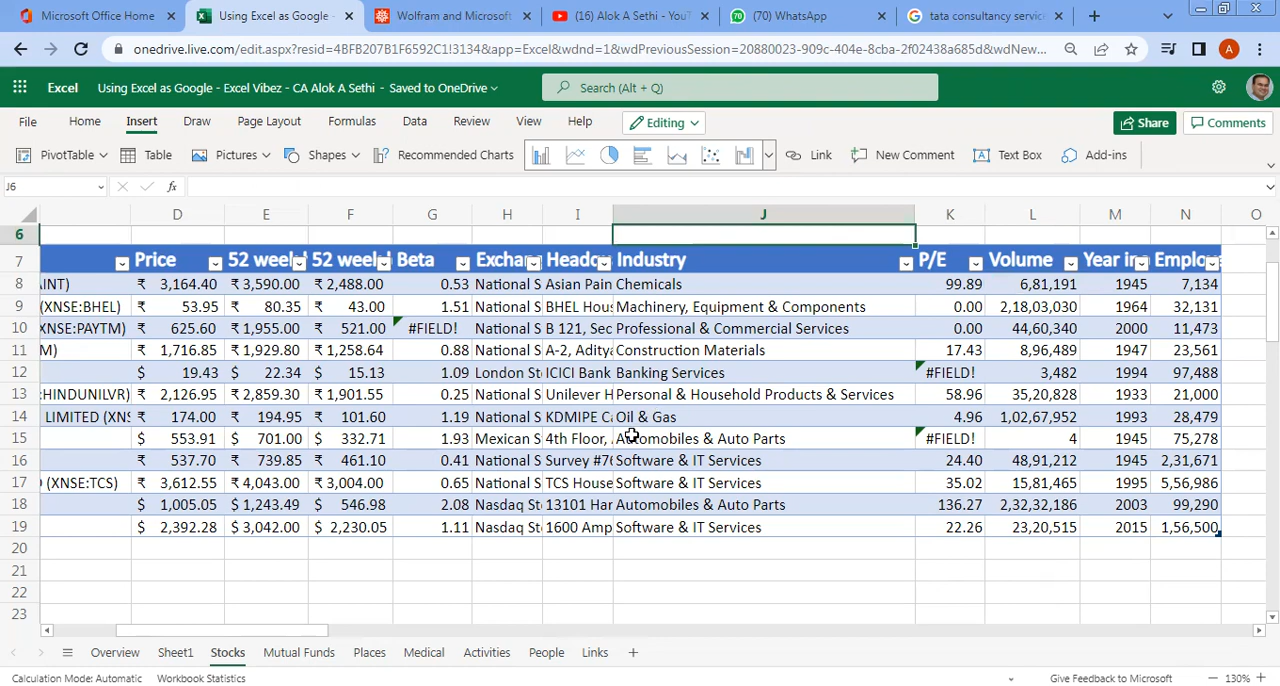 Microsoft Office Home
Using Excel as Google -
Wolfram and Microsoft
(16) Alok A Sethi - YouT
(70) WhatsApp
tata consultancy servic
onedrive.live.com/edit.aspx?resid=4BFB207B1F6592C1!3134&app=Excel&wdnd=1&wdPreviousSession=20880023-909c-404e-8cba-2f02438a685d&wdNew...
A
Excel
Using Excel as Google - Excel Vibez - CA Alok A Sethi - Saved to OneDrive
Search (Alt + Q)
File
Home
Insert
Draw
Page Layout
Formulas
Data
Review
View
Help
Editing
Share
Comments
PivotTable
Table
Pictures
Shapes
Recommended Charts
Link
New Comment
Text Box
Add-ins
J6
fx
D E F G H I J K L M N O
6
7 Price 52 week 52 week Beta Exchan Headq Industry P/E Volume Year in Employ
8 AINT) ₹ 3,164.40 ₹ 3,590.00 ₹ 2,488.00 0.53 National S Asian Pain Chemicals 99.89 6,81,191 1945 7,134
9 (XNSE:BHEL) ₹ 53.95 ₹ 80.35 ₹ 43.00 1.51 National S BHEL Hous Machinery, Equipment & Components 0.00 2,18,03,030 1964 32,131
10 (XNSE:PAYTM) ₹ 625.60 ₹ 1,955.00 ₹ 521.00 #FIELD! National S B 121, Sec Professional & Commercial Services 0.00 44,60,340 2000 11,473
11 M) ₹ 1,716.85 ₹ 1,929.80 ₹ 1,258.64 0.88 National S A-2, Aditya Construction Materials 17.43 8,96,489 1947 23,561
12 $ 19.43 $ 22.34 $ 15.13 1.09 London St ICICI Bank Banking Services #FIELD! 3,482 1994 97,488
13 :HINDUNILVR) ₹ 2,126.95 ₹ 2,859.30 ₹ 1,901.55 0.25 National S Unilever H Personal & Household Products & Services 58.96 35,20,828 1933 21,000
14 LIMITED (XNS ₹ 174.00 ₹ 194.95 ₹ 101.60 1.19 National S KDMIPE C Oil & Gas 4.96 1,02,67,952 1993 28,479
15 $ 553.91 $ 701.00 $ 332.71 1.93 Mexican S 4th Floor, Automobiles & Auto Parts #FIELD! 4 1945 75,278
16 ₹ 537.70 ₹ 739.85 ₹ 461.10 0.41 National S Survey #76 Software & IT Services 24.40 48,91,212 1945 2,31,671
17 (XNSE:TCS) ₹ 3,612.55 ₹ 4,043.00 ₹ 3,004.00 0.65 National S TCS House Software & IT Services 35.02 15,81,465 1995 5,56,986
18 $ 1,005.05 $ 1,243.49 $ 546.98 2.08 Nasdaq St 13101 Har Automobiles & Auto Parts 136.27 2,32,32,186 2003 99,290
19 $ 2,392.28 $ 3,042.00 $ 2,230.05 1.11 Nasdaq St 1600 Amp Software & IT Services 22.26 23,20,515 2015 1,56,500
20
21
22
23
Overview
Sheet1
Stocks
Mutual Funds
Places
Medical
Activities
People
Links
Calculation Mode: Automatic
Workbook Statistics
Give Feedback to Microsoft
130%